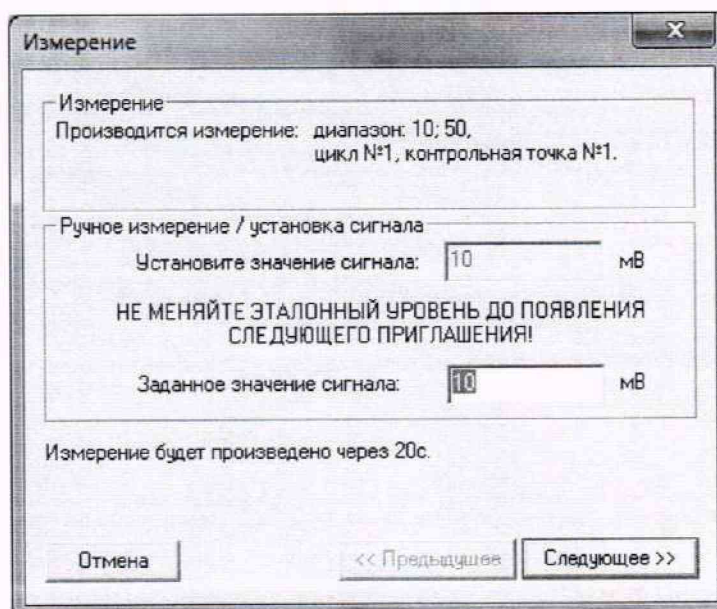 Измерение
Измерение
Производится измерение: диапазон: 10; 50,
цикл №1, контрольная точка №1.
Ручное измерение / установка сигнала
Установите значение сигнала: 10 мВ
НЕ МЕНЯЙТЕ ЭТАЛОННЫЙ УРОВЕНЬ ДО ПОЯВЛЕНИЯ
СЛЕДУЮЩЕГО ПРИГЛАШЕНИЯ!
Заданное значение сигнала: 10 мВ
Измерение будет произведено через 20с.
Отмена << Предыдущее Следующее >>